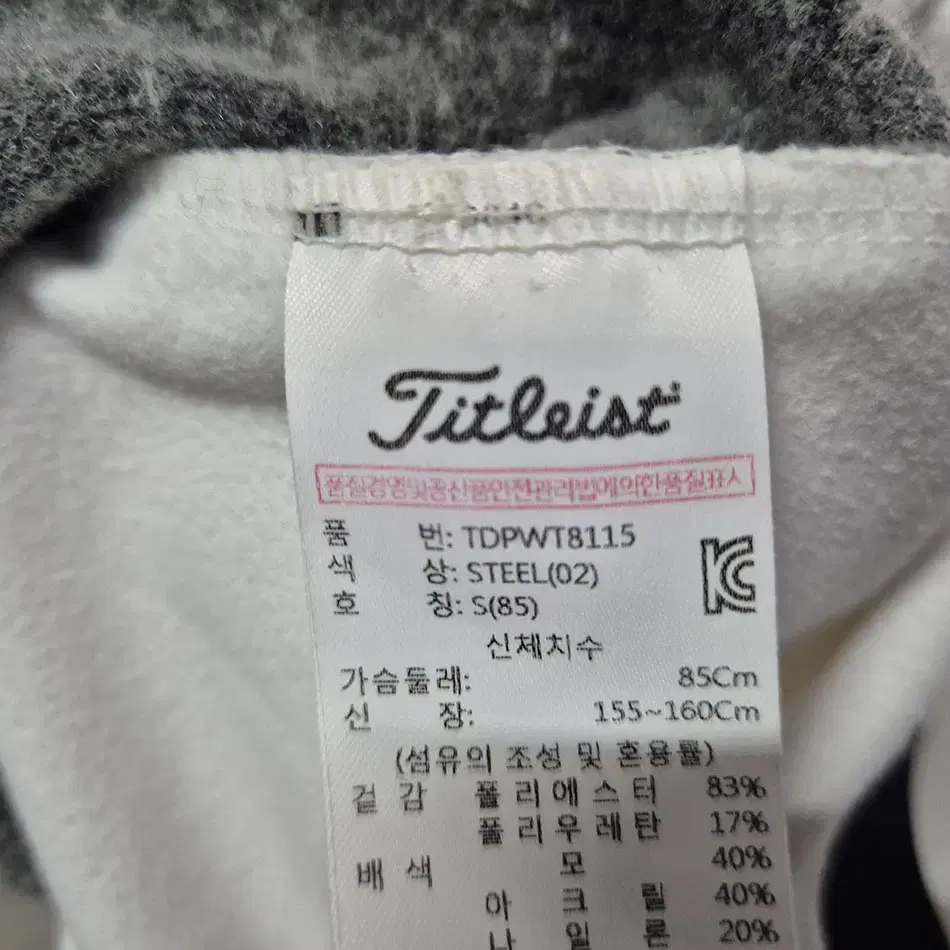 Titleist
품질경영및공산품안전관리법에의한품질표시
품 번: TDPWT8115
색 상: STEEL(02)
호 칭: S(85)
신체치수
가슴둘레: 85Cm
신 장: 155~160Cm
(섬유의 조성 및 혼용률)
겉 감 폴 리 에 스 터 83%
폴 리 우 레 탄 17%
배 색 모 40%
아 크 릴 40%
나 일 론 20%